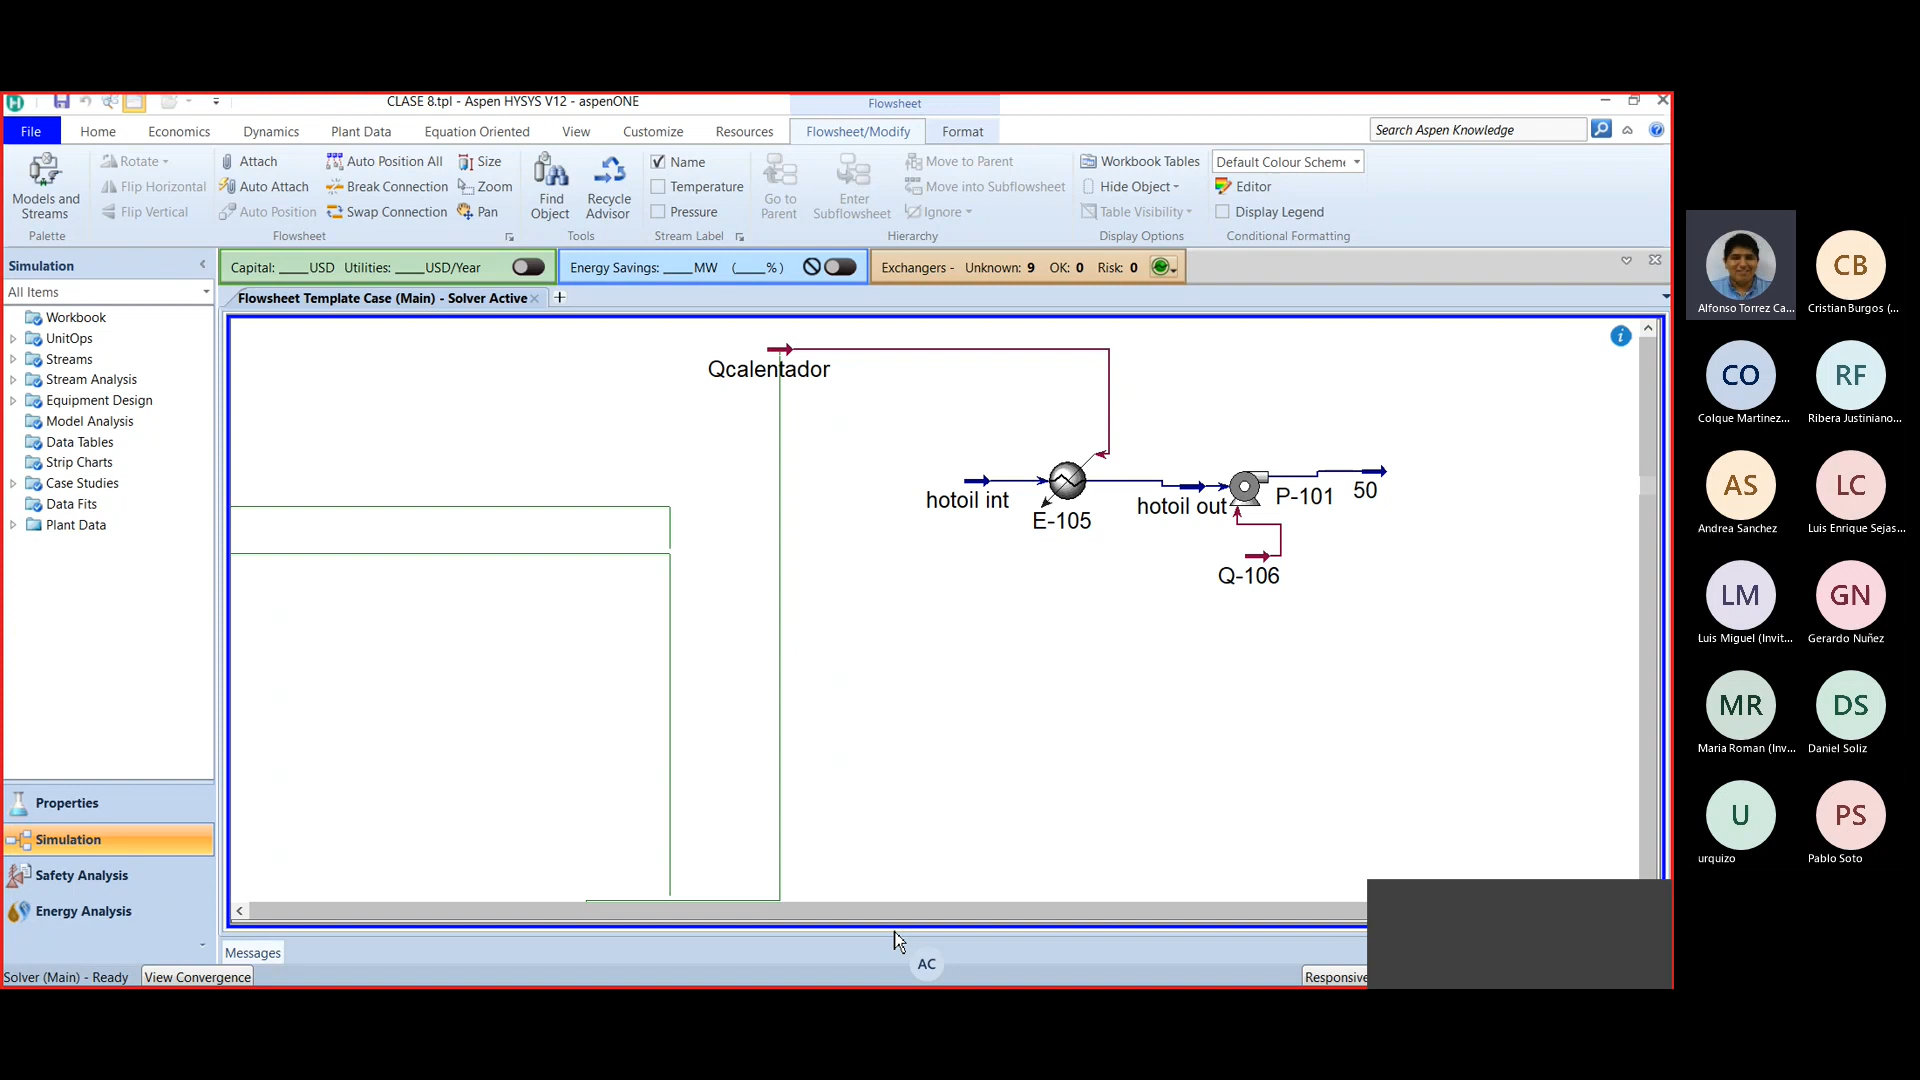 CLASE 8.tpl - Aspen HYSYS V12 - aspenONE
Flowsheet
File
Home
Economics
Dynamics
Plant Data
Equation Oriented
View
Customize
Resources
Flowsheet/Modify
Format
Search Aspen Knowledge
Models and Streams
Palette
Rotate
Flip Horizontal
Flip Vertical
Attach
Auto Attach
Auto Position
Auto Position All
Break Connection
Swap Connection
Size
Zoom
Pan
Flowsheet
Find Object
Recycle Advisor
Tools
Name
Temperature
Pressure
Stream Label
Go to Parent
Enter Subflowsheet
Move to Parent
Move into Subflowsheet
Ignore
Hierarchy
Workbook Tables
Hide Object
Table Visibility
Display Options
Default Colour Scheme
Editor
Display Legend
Conditional Formatting
Simulation
All Items
Capital: ____USD Utilities: ____USD/Year
Energy Savings: ____MW (____%)
Exchangers - Unknown: 9 OK: 0 Risk: 0
Flowsheet Template Case (Main) - Solver Active
Workbook
UnitOps
Streams
Stream Analysis
Equipment Design
Model Analysis
Data Tables
Strip Charts
Case Studies
Data Fits
Plant Data
Properties
Simulation
Safety Analysis
Energy Analysis
Qcalentador
hotoil int
E-105
hotoil out
P-101
50
Q-106
Messages
AC
Solver (Main) - Ready
View Convergence
Responsive
Alfonso Torrez Ca...
CB
Cristian Burgos (...
CO
Colque Martinez...
RF
Ribera Justiniano...
AS
Andrea Sanchez
LC
Luis Enrique Sejas...
LM
Luis Miguel (Invit...
GN
Gerardo Nuñez
MR
Maria Roman (Inv...
DS
Daniel Soliz
U
urquizo
PS
Pablo Soto